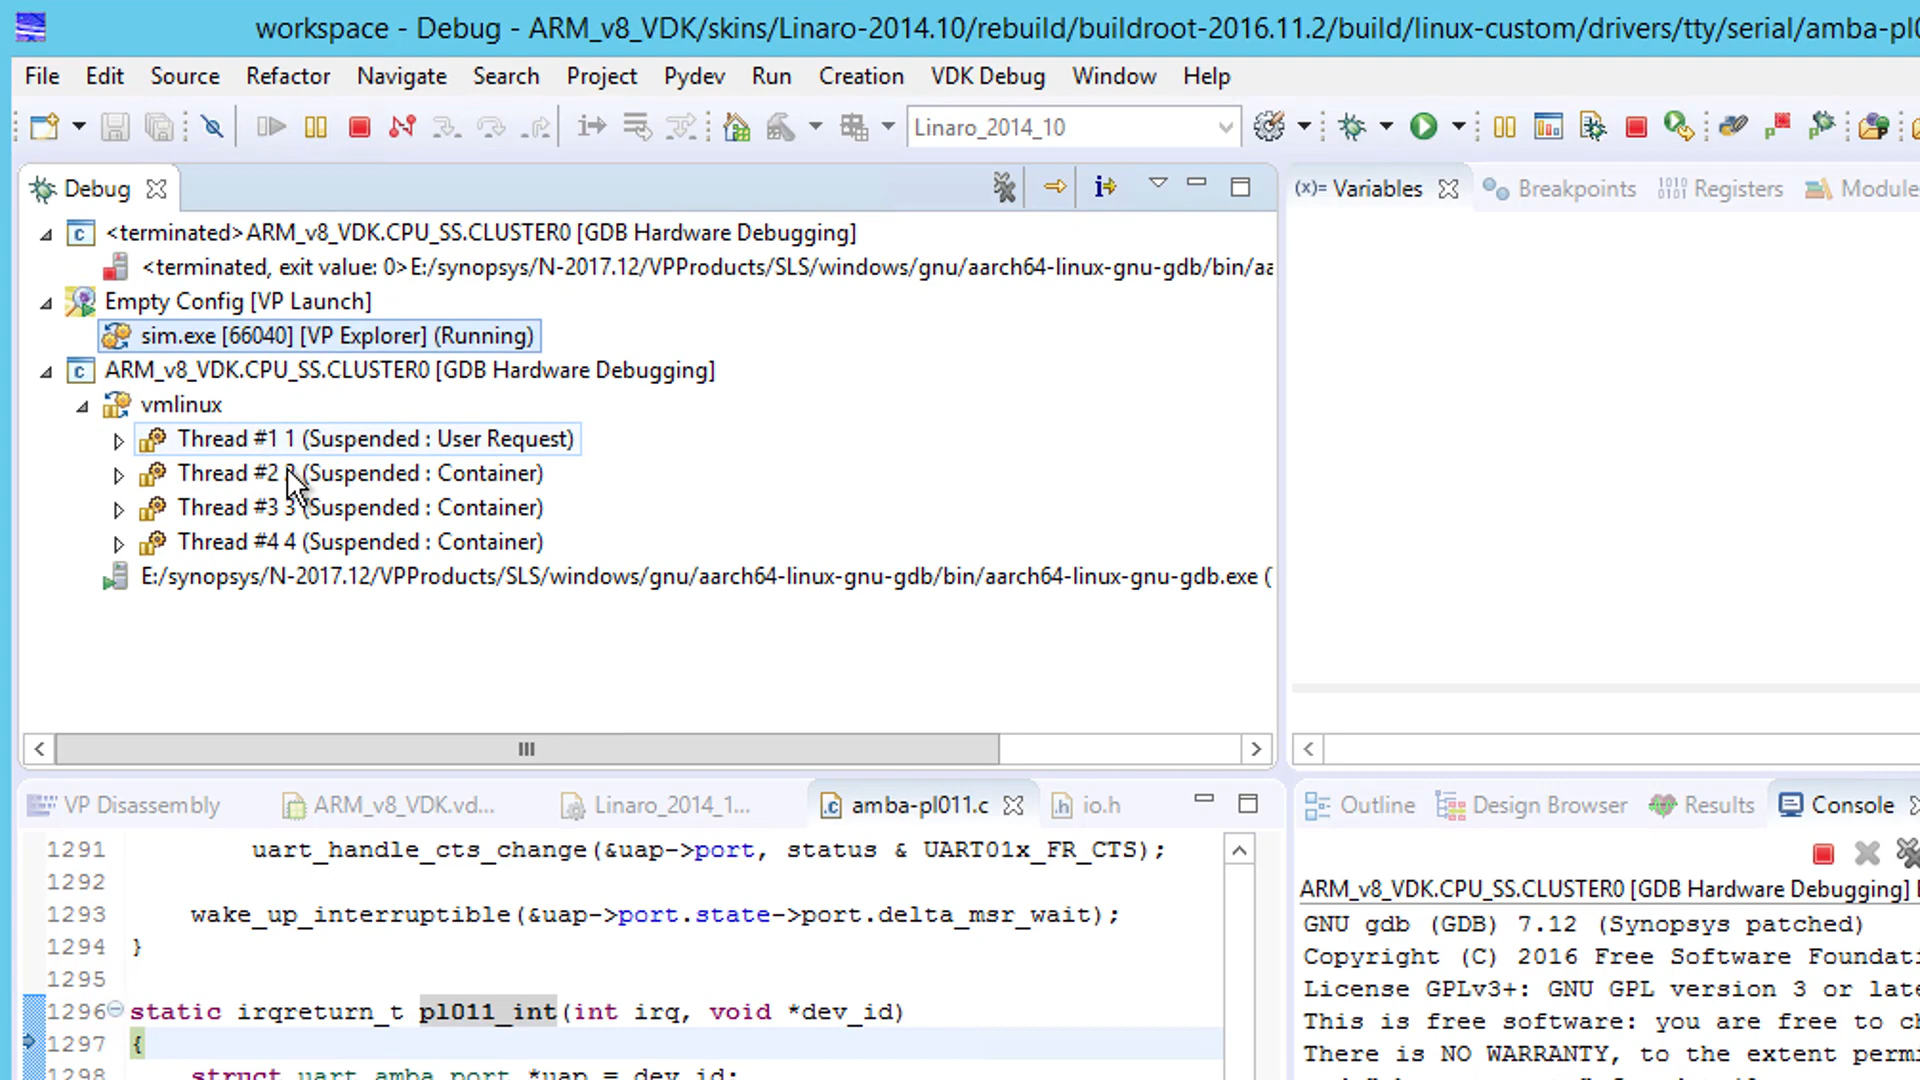 workspace - Debug - ARM_v8_VDK/skins/Linaro-2014.10/rebuild/buildroot-2016.11.2/build/linux-custom/drivers/tty/serial/amba-pl0
File Edit Source Refactor Navigate Search Project Pydev Run Creation VDK Debug Window Help
Linaro_2014_10
Debug
<terminated>ARM_v8_VDK.CPU_SS.CLUSTER0 [GDB Hardware Debugging]
<terminated, exit value: 0>E:/synopsys/N-2017.12/VPProducts/SLS/windows/gnu/aarch64-linux-gnu-gdb/bin/aa
Empty Config [VP Launch]
sim.exe [66040] [VP Explorer] (Running)
ARM_v8_VDK.CPU_SS.CLUSTER0 [GDB Hardware Debugging]
vmlinux
Thread #1 1 (Suspended : User Request)
Thread #2 2 (Suspended : Container)
Thread #3 3 (Suspended : Container)
Thread #4 4 (Suspended : Container)
E:/synopsys/N-2017.12/VPProducts/SLS/windows/gnu/aarch64-linux-gnu-gdb/bin/aarch64-linux-gnu-gdb.exe (
(x)= Variables Breakpoints Registers Module
VP Disassembly ARM_v8_VDK.vd... Linaro_2014_1... amba-pl011.c io.h
1291 uart_handle_cts_change(&uap->port, status & UART01x_FR_CTS);
1292
1293 wake_up_interruptible(&uap->port.state->port.delta_msr_wait);
1294 }
1295
1296 static irqreturn_t pl011_int(int irq, void *dev_id)
1297 {
1298 struct uart_amba_port *uap = dev_id;
Outline Design Browser Results Console
ARM_v8_VDK.CPU_SS.CLUSTER0 [GDB Hardware Debugging]
GNU gdb (GDB) 7.12 (Synopsys patched)
Copyright (C) 2016 Free Software Foundati
License GPLv3+: GNU GPL version 3 or late
This is free software: you are free to ch
There is NO WARRANTY, to the extent permi